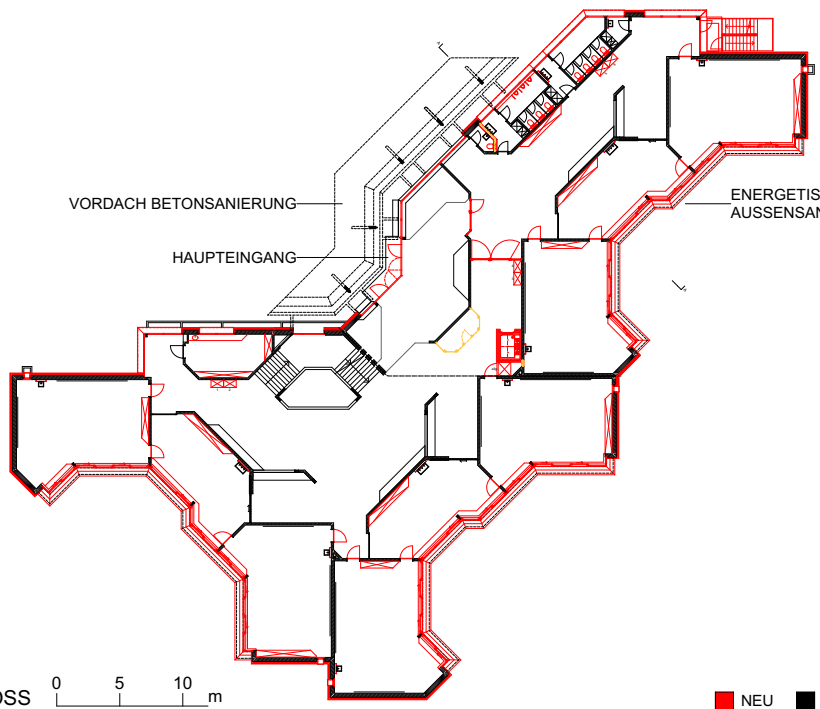 VORDACH BETONSANIERUNG
HAUPTEINGANG
ENERGETIS
AUSSENSAN
OSS 0 5 10 m
NEU